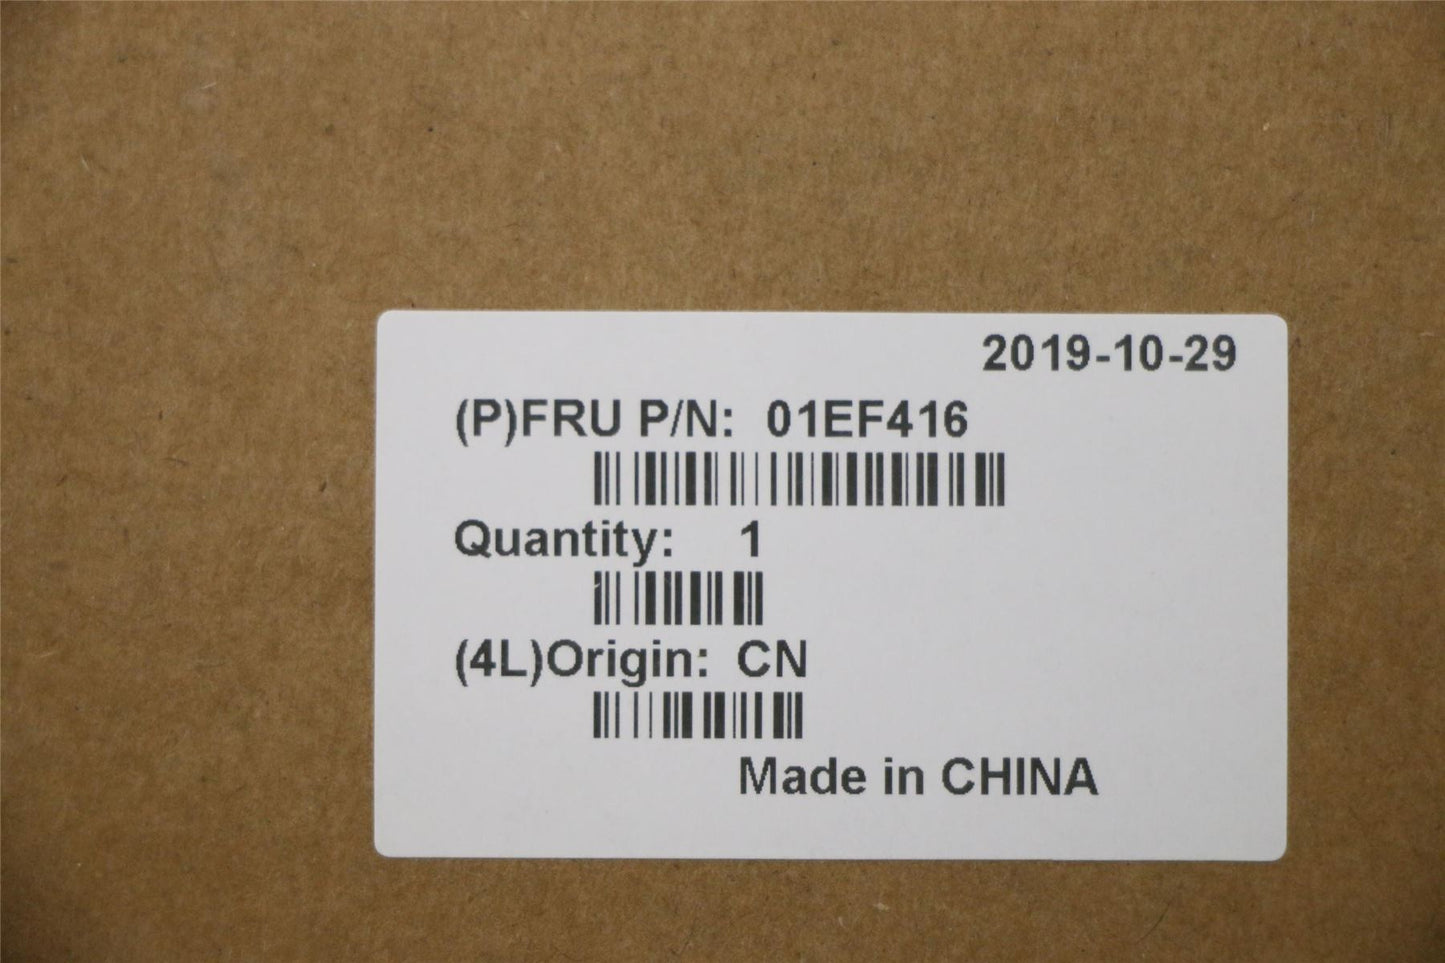 2019-10-29
(P)FRU P/N: 01EF416
Quantity: 1
(4L)Origin: CN
Made in CHINA